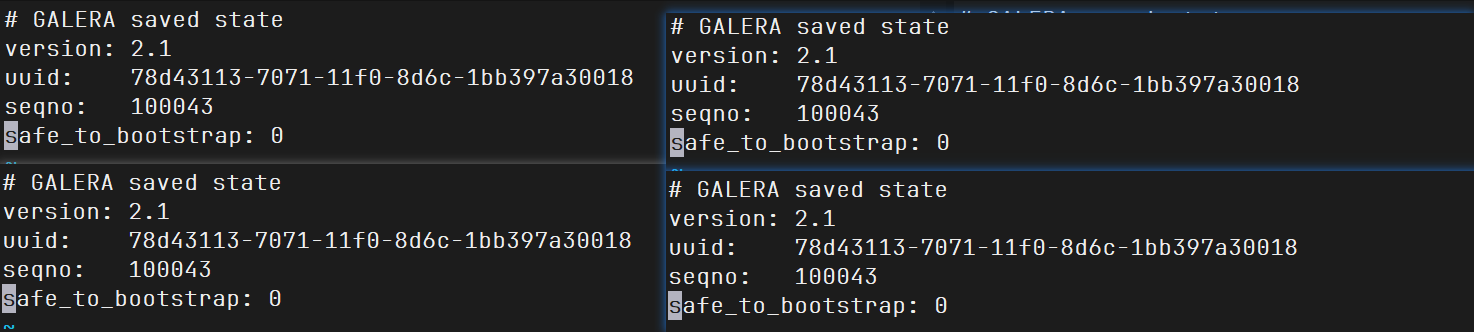 # GALERA saved state
version: 2.1
uuid:    78d43113-7071-11f0-8d6c-1bb397a30018
seqno:   100043
safe_to_bootstrap: 0
# GALERA saved state
version: 2.1
uuid:    78d43113-7071-11f0-8d6c-1bb397a30018
seqno:   100043
safe_to_bootstrap: 0
# GALERA saved state
version: 2.1
uuid:    78d43113-7071-11f0-8d6c-1bb397a30018
seqno:   100043
safe_to_bootstrap: 0
~
# GALERA saved state
version: 2.1
uuid:    78d43113-7071-11f0-8d6c-1bb397a30018
seqno:   100043
safe_to_bootstrap: 0